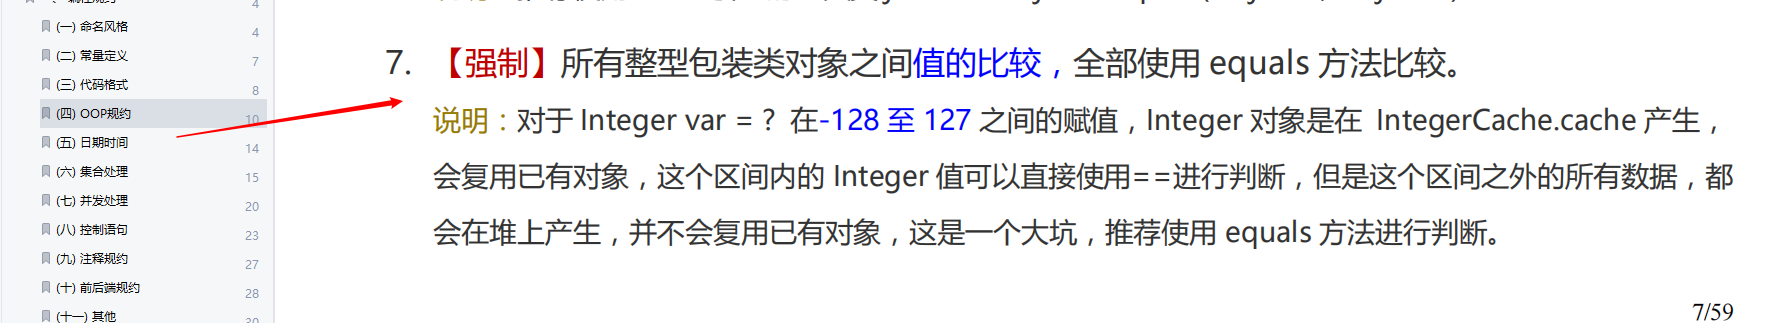 4
(一) 命名风格
4
(二) 常量定义
7
(三) 代码格式
8
(四) OOP规约
10
(五) 日期时间
14
(六) 集合处理
15
(七) 并发处理
20
(八) 控制语句
23
(九) 注释规约
27
(十) 前后端规约
28
(十一) 其他
7. 【强制】所有整型包装类对象之间值的比较，全部使用 equals 方法比较。
说明：对于 Integer var = ? 在-128 至 127 之间的赋值，Integer 对象是在 IntegerCache.cache 产生，
会复用已有对象，这个区间内的 Integer 值可以直接使用==进行判断，但是这个区间之外的所有数据，都
会在堆上产生，并不会复用已有对象，这是一个大坑，推荐使用 equals 方法进行判断。
7/59